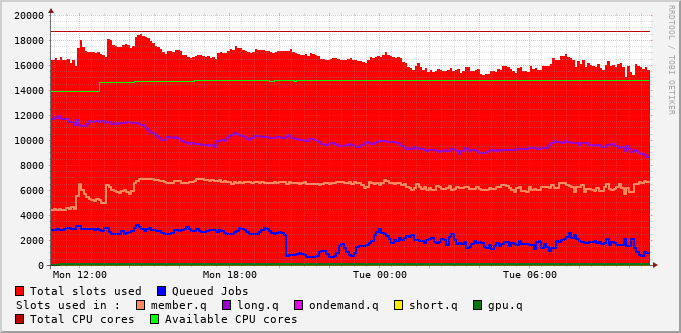 20000
18000
16000
14000
12000
10000
8000
6000
4000
2000
0
Mon 12:00 Mon 18:00 Tue 00:00 Tue 06:00
RRDTOOL / TOBI OETIKER
Total slots used Queued Jobs
Slots used in : member.q long.q ondemand.q short.q gpu.q
Total CPU cores Available CPU cores